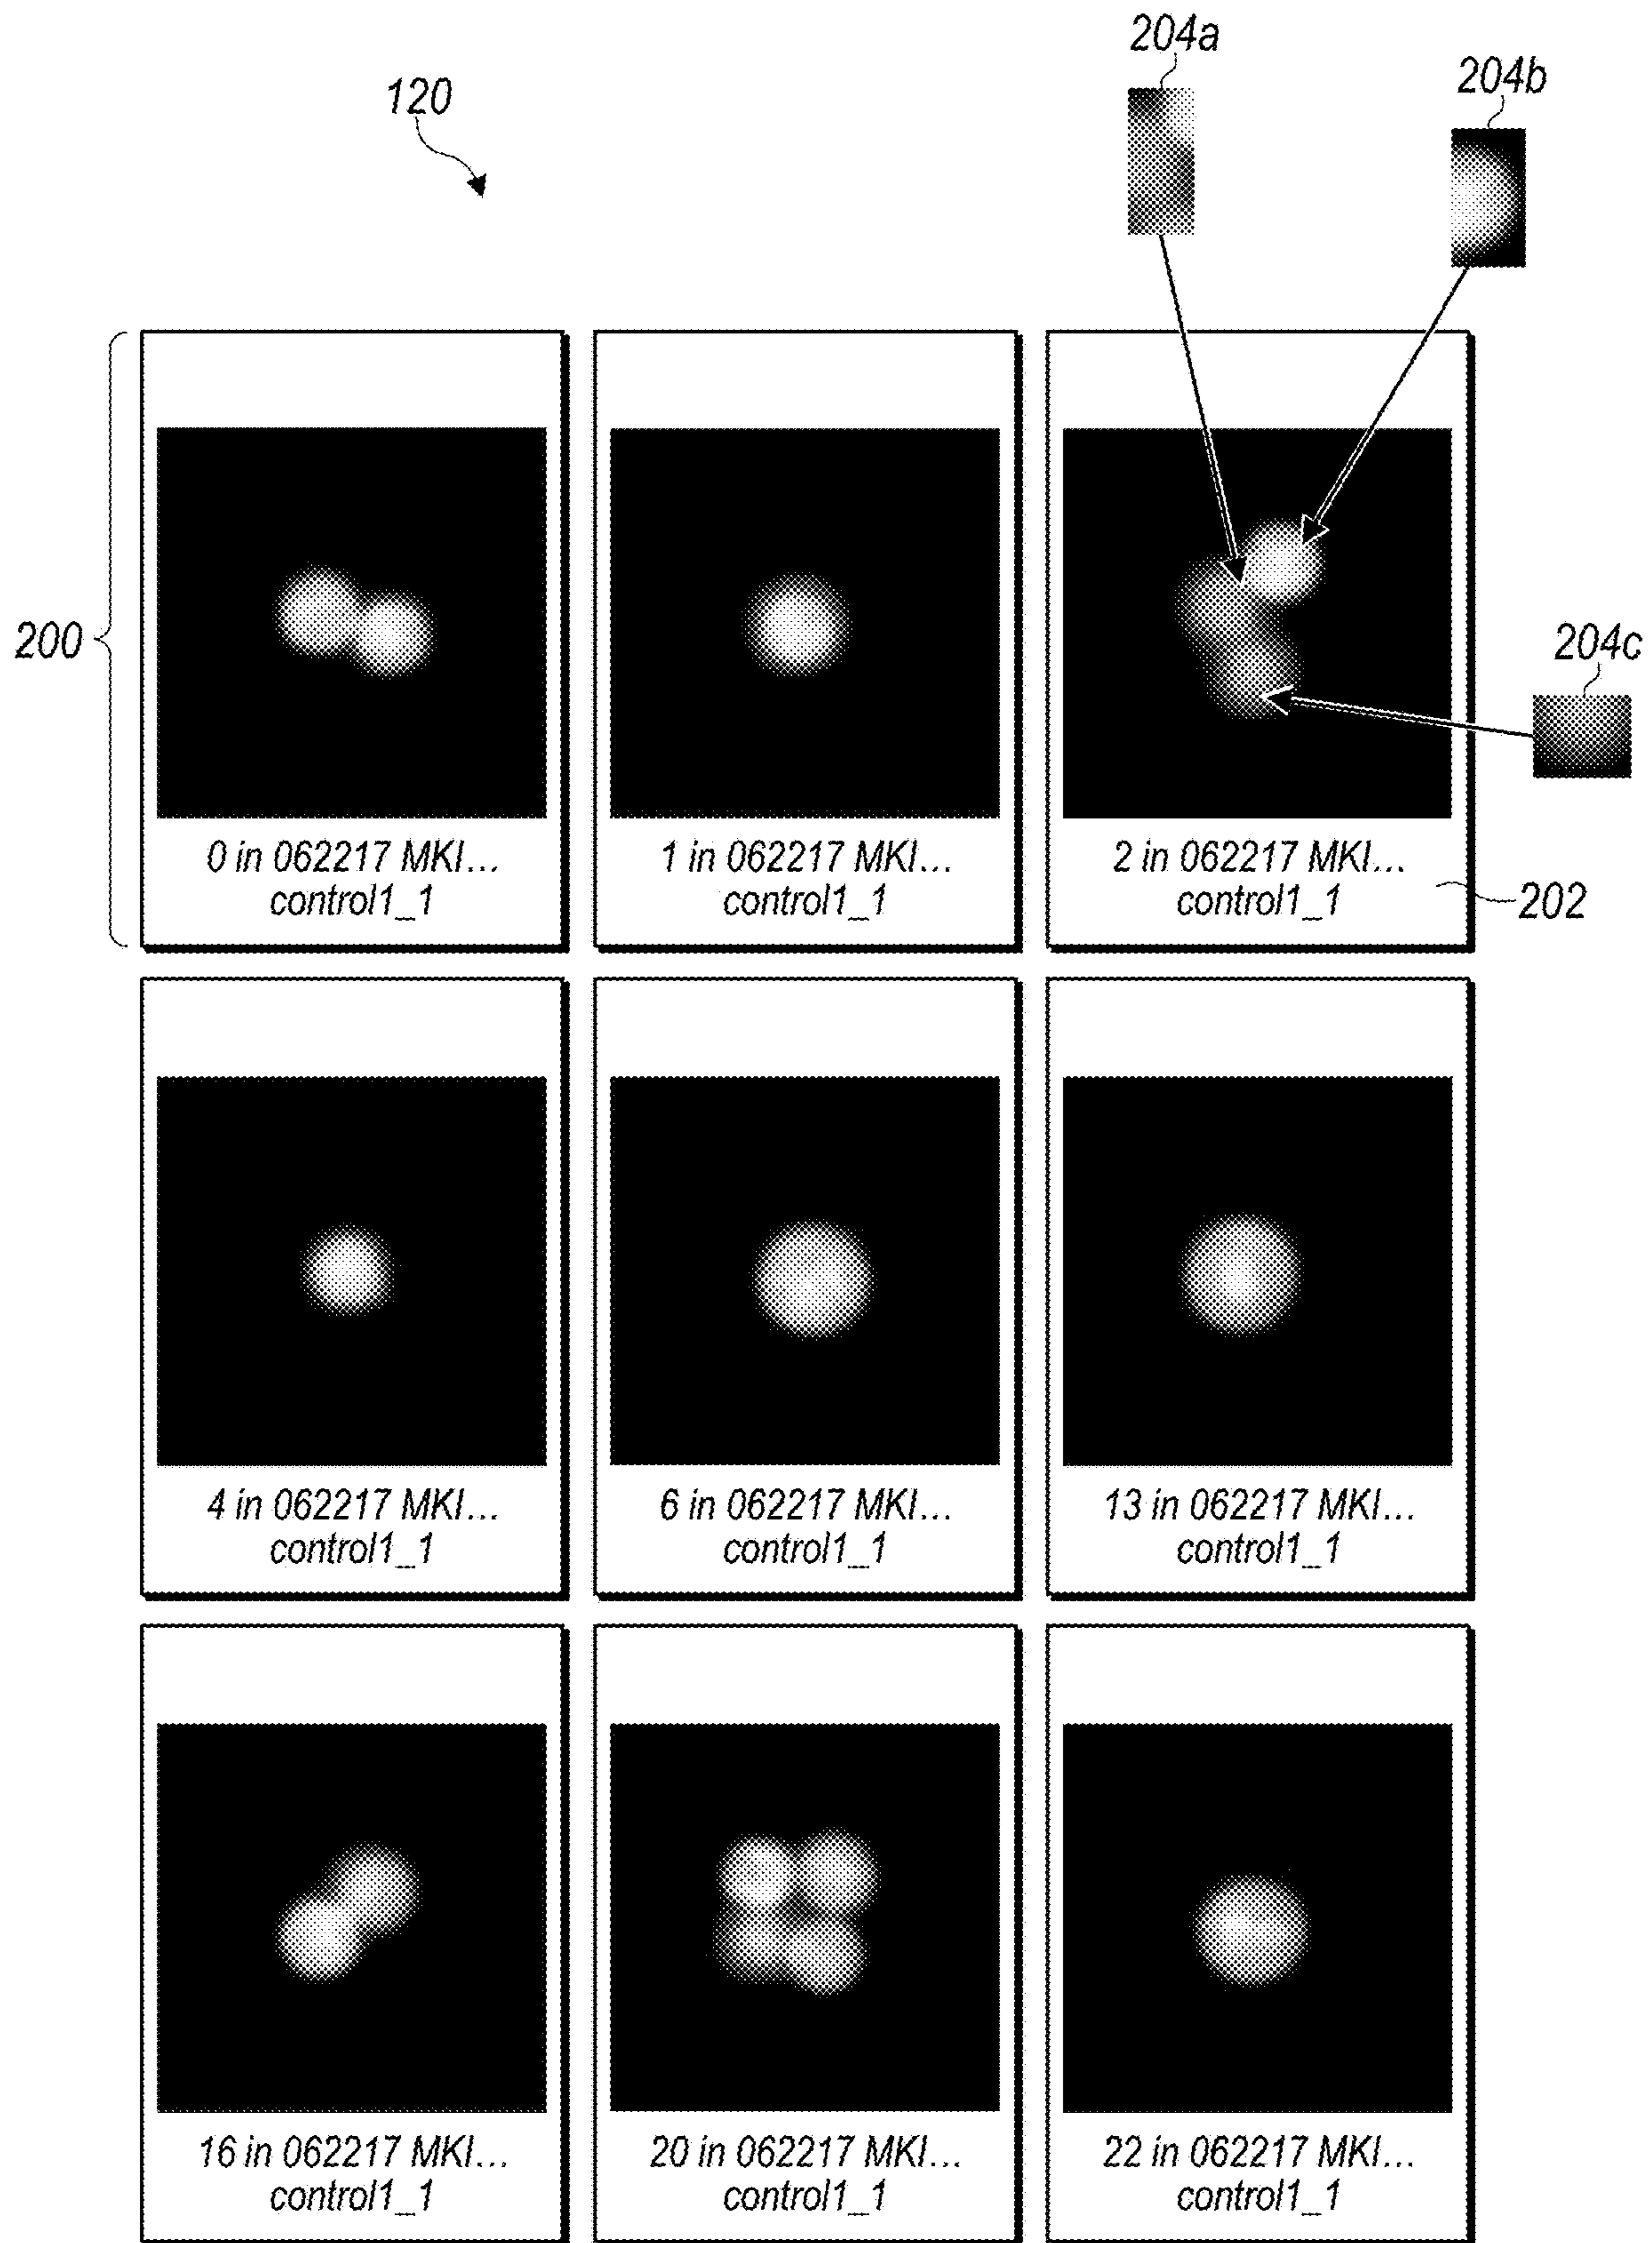 204a
204b
120
200
204c
0 in 062217 MKI...
control1_1
1 in 062217 MKI...
control1_1
2 in 062217 MKI...
control1_1
202
4 in 062217 MKI...
control1_1
6 in 062217 MKI...
control1_1
13 in 062217 MKI...
control1_1
16 in 062217 MKI...
control1_1
20 in 062217 MKI...
control1_1
22 in 062217 MKI...
control1_1